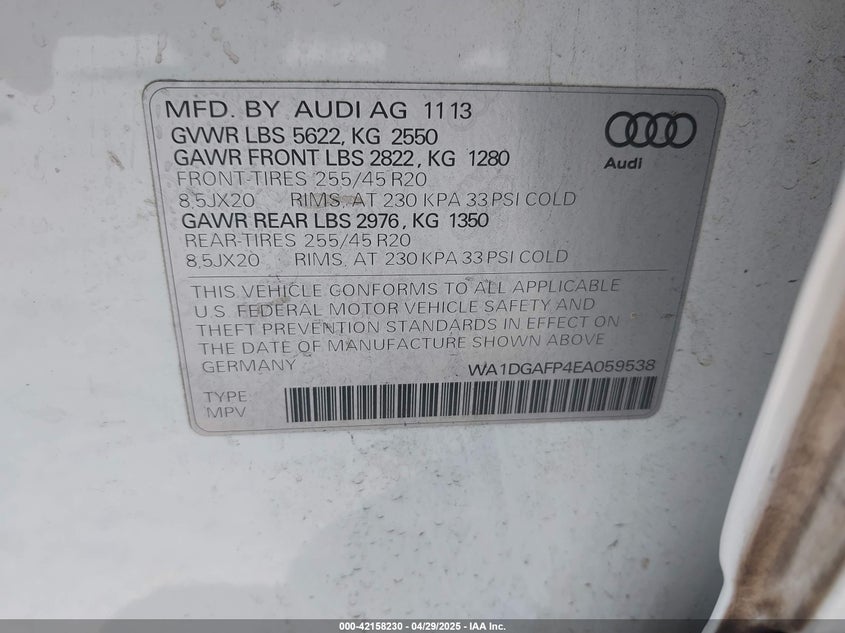 MFD. BY AUDI AG 11 13
GVWR LBS 5622, KG 2550
GAWR FRONT LBS 2822, KG 1280
FRONT-TIRES 255/45 R20
8,5JX20 RIMS, AT 230 KPA 33 PSI COLD
GAWR REAR LBS 2976, KG 1350
REAR-TIRES 255/45 R20
8,5JX20 RIMS, AT 230 KPA 33 PSI COLD
Audi
THIS VEHICLE CONFORMS TO ALL APPLICABLE
U.S. FEDERAL MOTOR VEHICLE SAFETY AND
THEFT PREVENTION STANDARDS IN EFFECT ON
THE DATE OF MANUFACTURE SHOWN ABOVE
GERMANY WA1DGAFP4EA059538
TYPE:
MPV
000-42158230 - 04/29/2025 - IAA Inc.